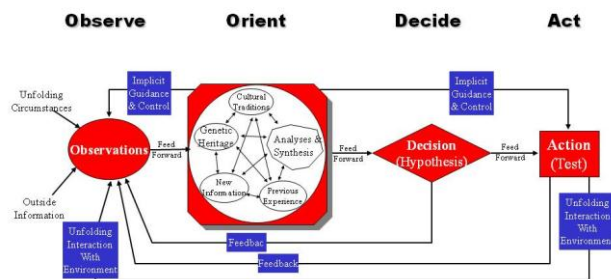 Observe
Orient
Decide
Act
Implicit
Guidance
& Control
Implicit
Guidance
& Control
Unfolding
Circumstances
Observations
Feed
Forward
Cultural
Traditions
Genetic
Heritage
Analyses &
Synthesis
New
Information
Previous
Experience
Feed
Forward
Decision
(Hypothesis)
Feed
Forward
Action
(Test)
Outside
Information
Unfolding
Interaction
With
Environment
Feedbac
Feedback
Unfolding
Interaction
With
Environment